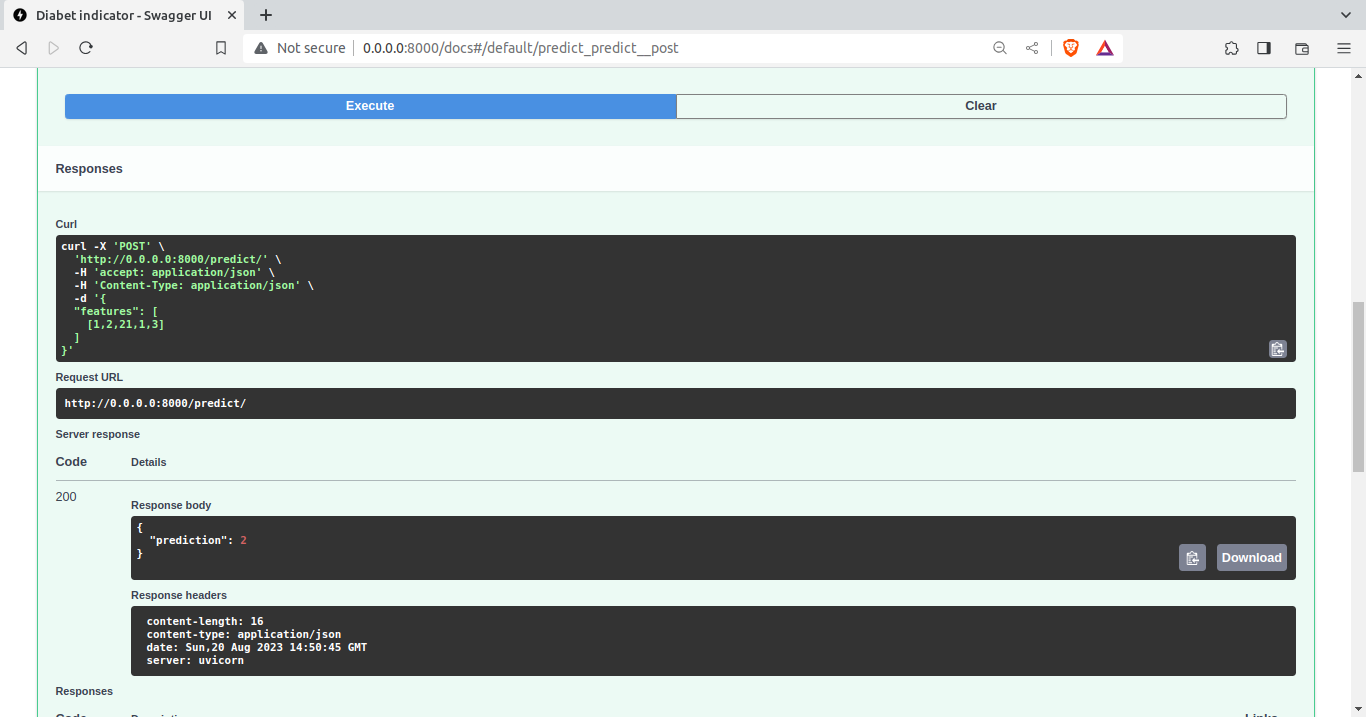 Diabet indicator - Swagger UI
Not secure 0.0.0.0:8000/docs#/default/predict_predict__post
Execute Clear
Responses
Curl
curl -X 'POST' \
'http://0.0.0.0:8000/predict/' \
-H 'accept: application/json' \
-H 'Content-Type: application/json' \
-d '{
"features": [
[1,2,21,1,3]
]
}'
Request URL
http://0.0.0.0:8000/predict/
Server response
Code Details
200
Response body
{
"prediction": 2
}
Download
Response headers
content-length: 16
content-type: application/json
date: Sun,20 Aug 2023 14:50:45 GMT
server: uvicorn
Responses
Code Links